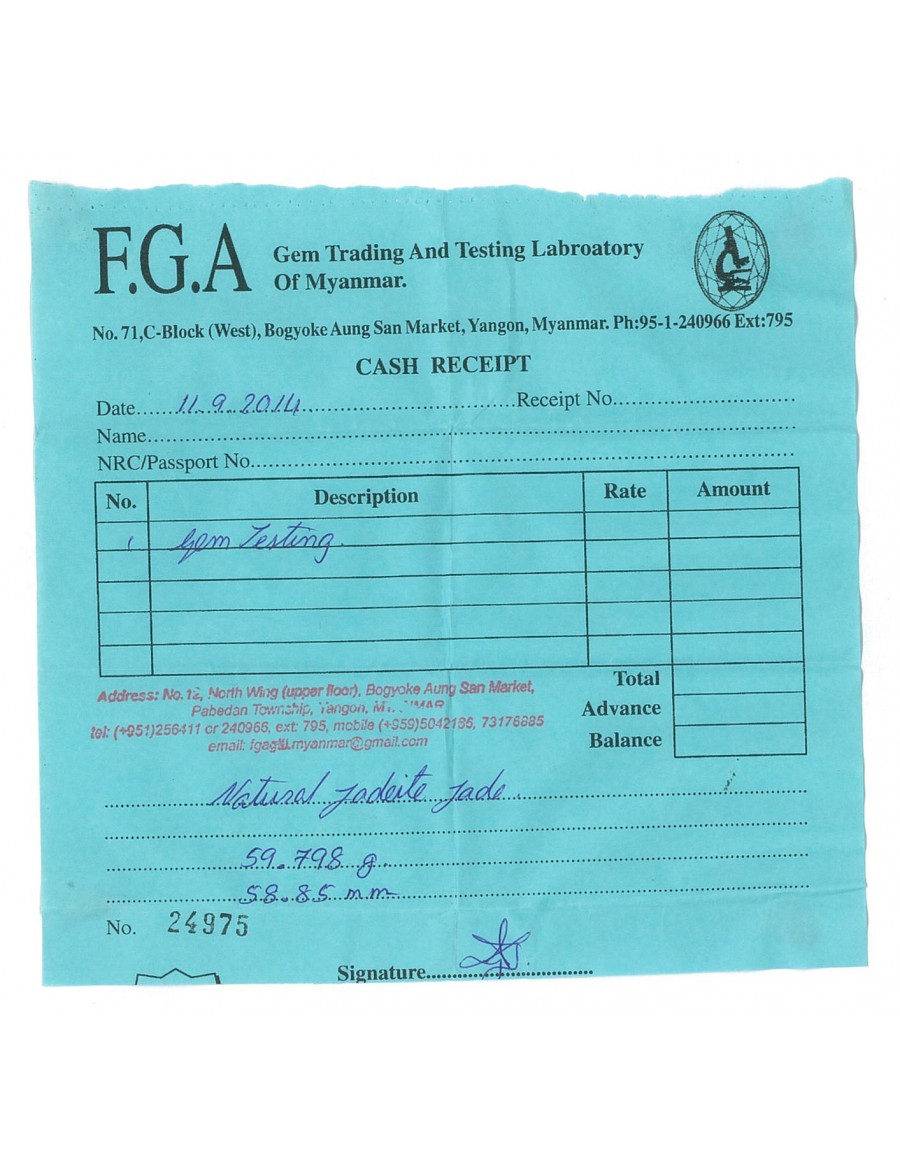 F.G.A
Gem Trading And Testing Labroatory
Of Myanmar.
No. 71,C-Block (West), Bogyoke Aung San Market, Yangon, Myanmar. Ph:95-1-240966 Ext:795
CASH RECEIPT
Date.....11.9.2014.....Receipt No.....
Name.....
NRC/Passport No.....
No. Description Rate Amount
1 Gem Testing.
Total
Advance
Balance
Address: No.12, North Wing (upper floor), Bogyoke Aung San Market,
Pabedan Township, Yangon,
tel: (+951)256411 or 240966, ext: 795, mobile (+959)5042136, 73176885
email: @gmail.com
Natural Jadeite Jade.
59.798 g.
58.85 mm
No. 24975
Signature.....